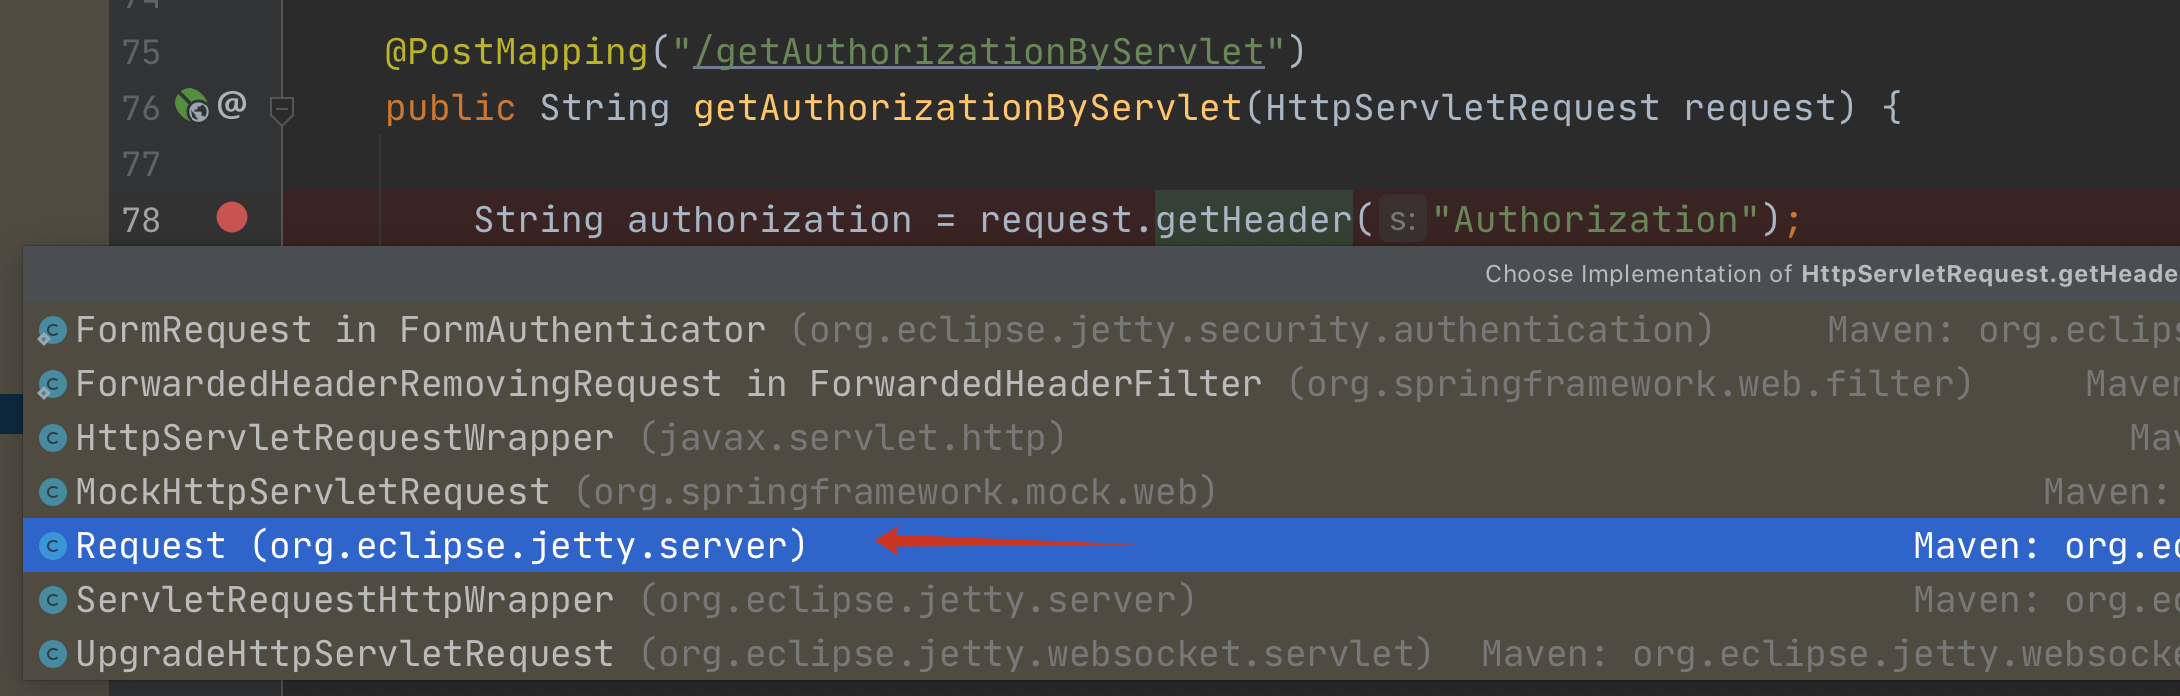 75 @PostMapping("/getAuthorizationByServlet")
76 @ public String getAuthorizationByServlet(HttpServletRequest request) {
77
78 String authorization = request.getHeader( s: "Authorization");
Choose Implementation of HttpServletRequest.getHeade
FormRequest in FormAuthenticator (org.eclipse.jetty.security.authentication) Maven: org.eclips
ForwardedHeaderRemovingRequest in ForwardedHeaderFilter (org.springframework.web.filter) Maven
HttpServletRequestWrapper (javax.servlet.http) Mav
MockHttpServletRequest (org.springframework.mock.web) Maven:
Request (org.eclipse.jetty.server) Maven: org.ec
ServletRequestHttpWrapper (org.eclipse.jetty.server) Maven: org.ec
UpgradeHttpServletRequest (org.eclipse.jetty.websocket.servlet) Maven: org.eclipse.jetty.websocke